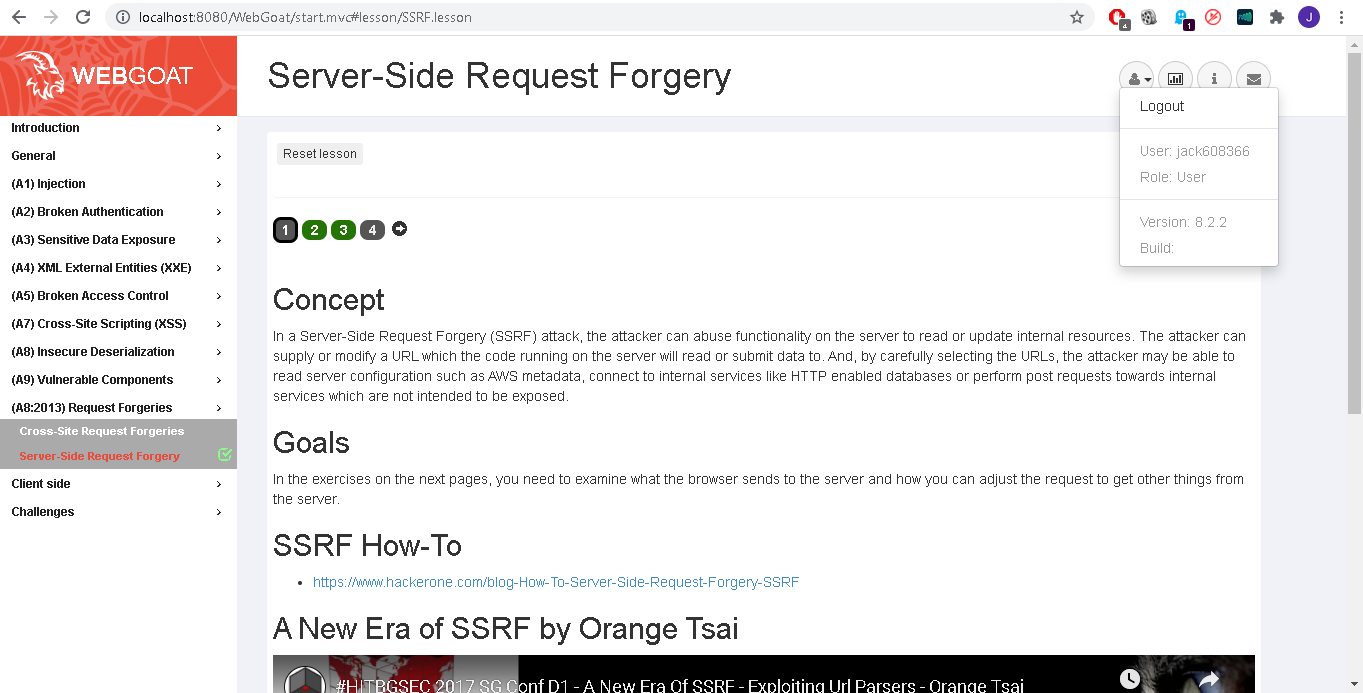 localhost:8080/WebGoat/start.mvc#lesson/SSRF.lesson
4
1
J
WEBGOAT
Server-Side Request Forgery
Logout
User: jack608366
Role: User
Version: 8.2.2
Build:
Introduction
General
(A1) Injection
(A2) Broken Authentication
(A3) Sensitive Data Exposure
(A4) XML External Entities (XXE)
(A5) Broken Access Control
(A7) Cross-Site Scripting (XSS)
(A8) Insecure Deserialization
(A9) Vulnerable Components
(A8:2013) Request Forgeries
Cross-Site Request Forgeries
Server-Side Request Forgery
Client side
Challenges
Reset lesson
1 2 3 4
Concept
In a Server-Side Request Forgery (SSRF) attack, the attacker can abuse functionality on the server to read or update internal resources. The attacker can
supply or modify a URL which the code running on the server will read or submit data to. And, by carefully selecting the URLs, the attacker may be able to
read server configuration such as AWS metadata, connect to internal services like HTTP enabled databases or perform post requests towards internal
services which are not intended to be exposed.
Goals
In the exercises on the next pages, you need to examine what the browser sends to the server and how you can adjust the request to get other things from
the server.
SSRF How-To
https://www.hackerone.com/blog-How-To-Server-Side-Request-Forgery-SSRF
A New Era of SSRF by Orange Tsai
#HITBGSEC 2017 SG Conf D1 - A New Era Of SSRF - Exploiting Url Parsers - Orange Tsai